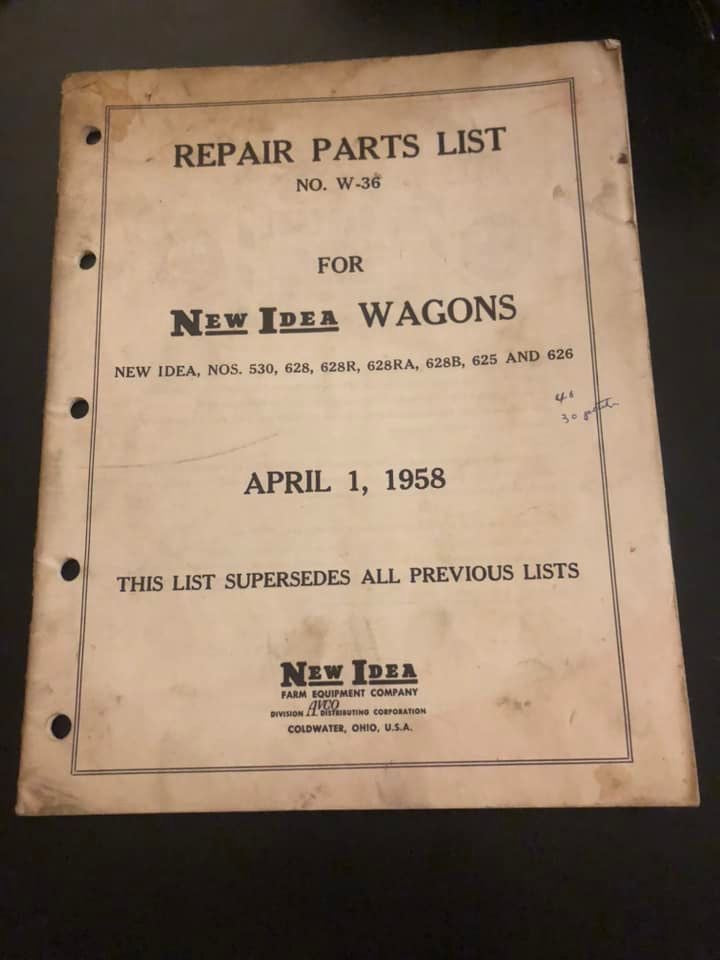 REPAIR PARTS LIST
NO. W-36
FOR
NEW IDEA WAGONS
NEW IDEA, NOS. 530, 628, 628R, 628RA, 628B, 625 AND 626
30
APRIL 1, 1958
THIS LIST SUPERSEDES ALL PREVIOUS LISTS
NEW IDEA
FARM EQUIPMENT COMPANY
DIVISION AVCO DISTRIBUTING CORPORATION
COLDWATER, OHIO, U.S.A.